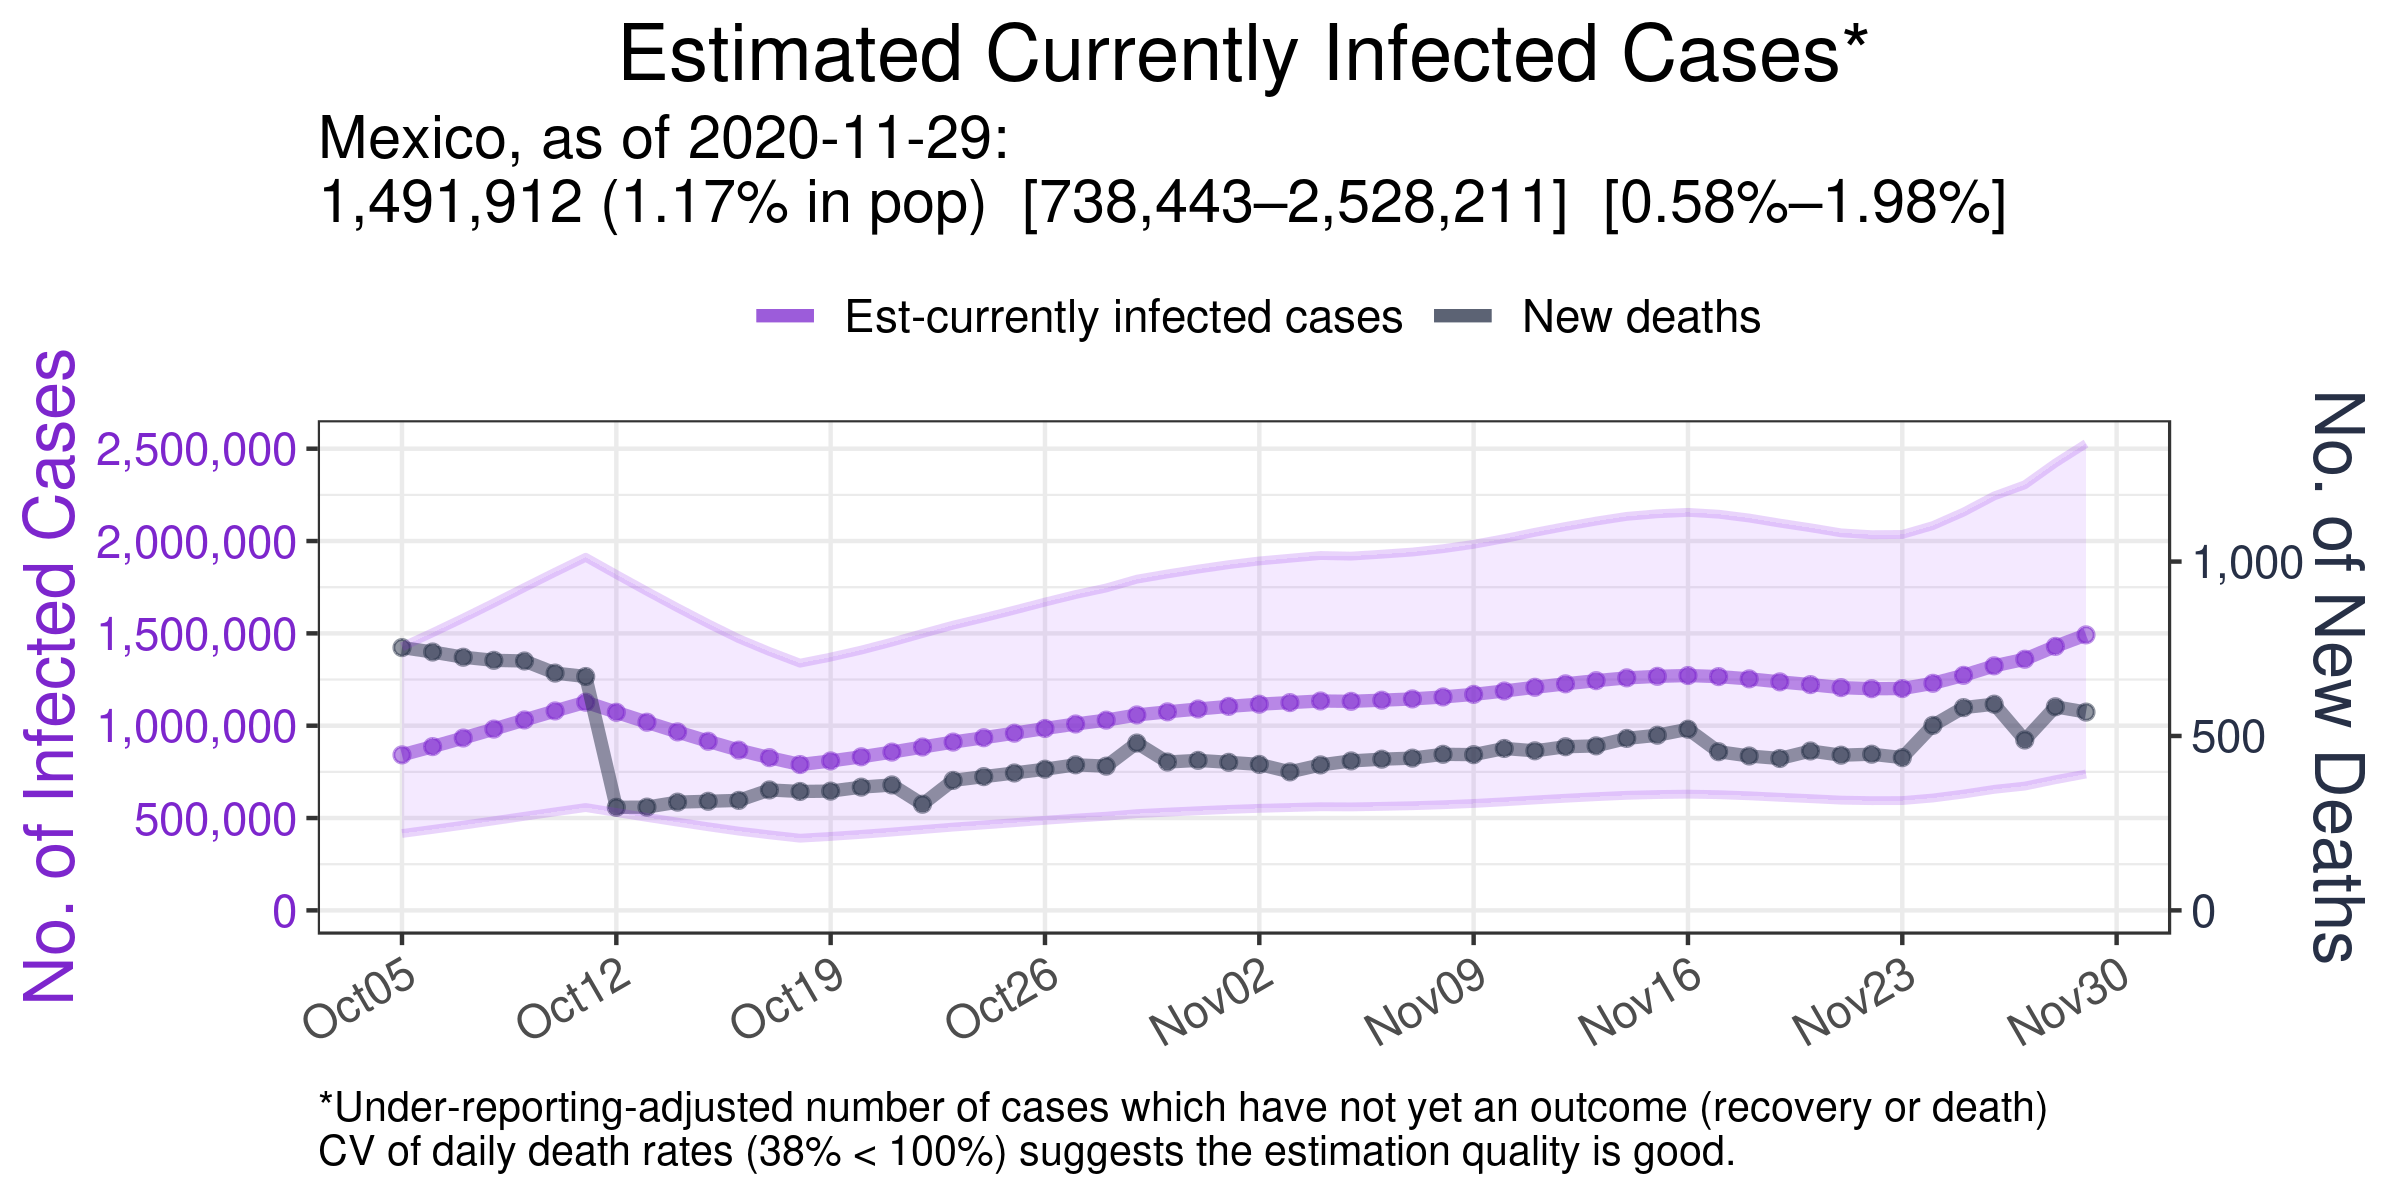 Estimated Currently Infected Cases*
Mexico, as of 2020-11-29:
1,491,912 (1.17% in pop) [738,443–2,528,211] [0.58%–1.98%]
Est-currently infected cases
New deaths
No. of Infected Cases
2,500,000
2,000,000
1,500,000
1,000,000
500,000
0
1,000
500
0
No. of New Deaths
Oct05
Oct12
Oct19
Oct26
Nov02
Nov09
Nov16
Nov23
Nov30
*Under-reporting-adjusted number of cases which have not yet an outcome (recovery or death)
CV of daily death rates (38% < 100%) suggests the estimation quality is good.